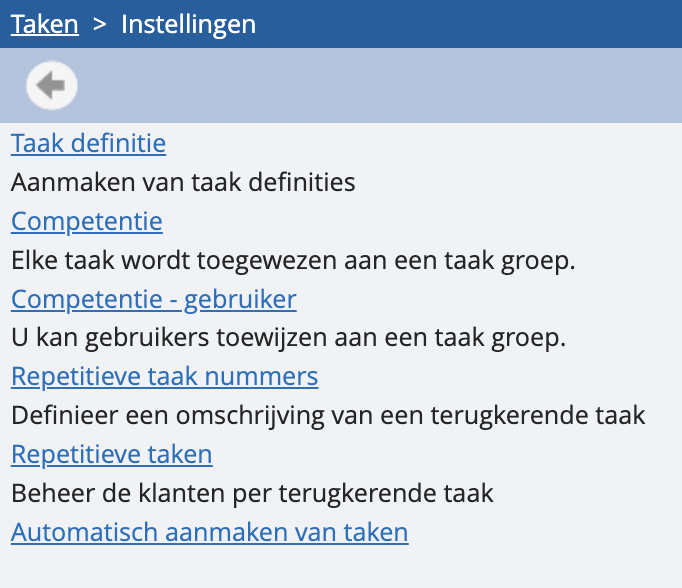 Taken > Instellingen
Taak definitie
Aanmaken van taak definities
Competentie
Elke taak wordt toegewezen aan een taak groep.
Competentie - gebruiker
U kan gebruikers toewijzen aan een taak groep.
Repetitieve taak nummers
Definieer een omschrijving van een terugkerende taak
Repetitieve taken
Beheer de klanten per terugkerende taak
Automatisch aanmaken van taken